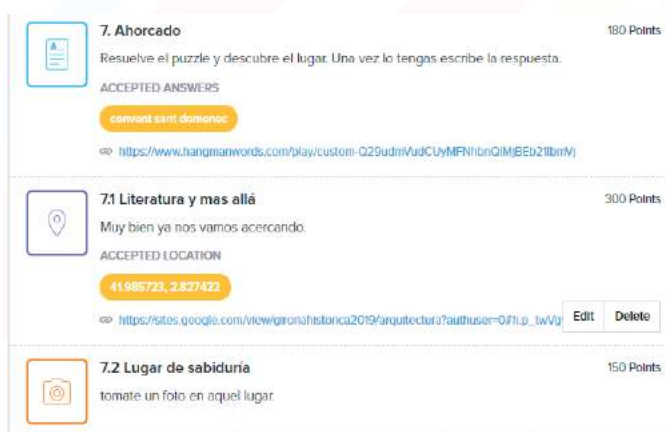 7. Ahorcado
180 Points
Resuelve el puzzle y descubre el lugar. Una vez lo tengas escribe la respuesta.
ACCEPTED ANSWERS
convent sant domenoc
https://www.hangmanwords.com/play/custom-
7.1 Literatura y mas allá
300 Points
Muy bien ya nos vamos acercando.
ACCEPTED LOCATION
41.985723, 2.827422
https://sites.google.com/view/gironahistorica2019/arquitectura?authuser=0#h.p_twVg
Edit Delete
7.2 Lugar de sabiduría
150 Points
tomate un foto en aquel lugar.